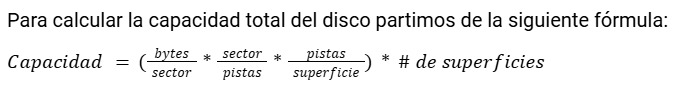 Para calcular la capacidad total del disco partimos de la siguiente fórmula:
Capacidad = (bytes/sector * sector/pistas * pistas/superficie) * # de superficies